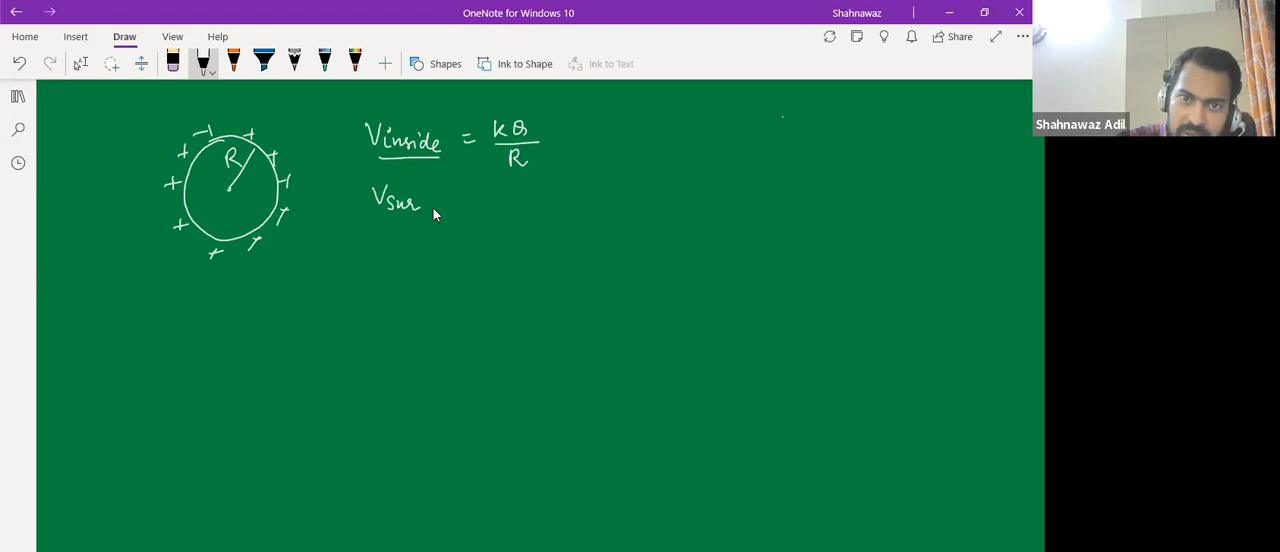 OneNote for Windows 10
Shahnawaz
Home Insert Draw View Help
Share
Shapes Ink to Shape Ink to Text
Shahnawaz Adil
R
Vinside = kQ/R
Vsur